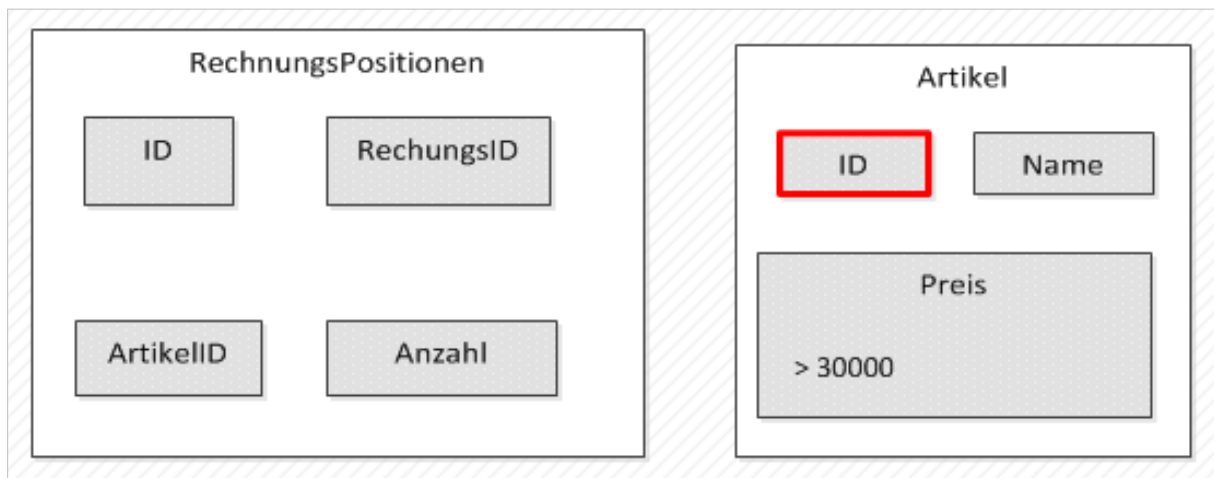 RechnungsPositionen
ID
RechungsID
ArtikelID
Anzahl
Artikel
ID
Name
Preis
> 30000